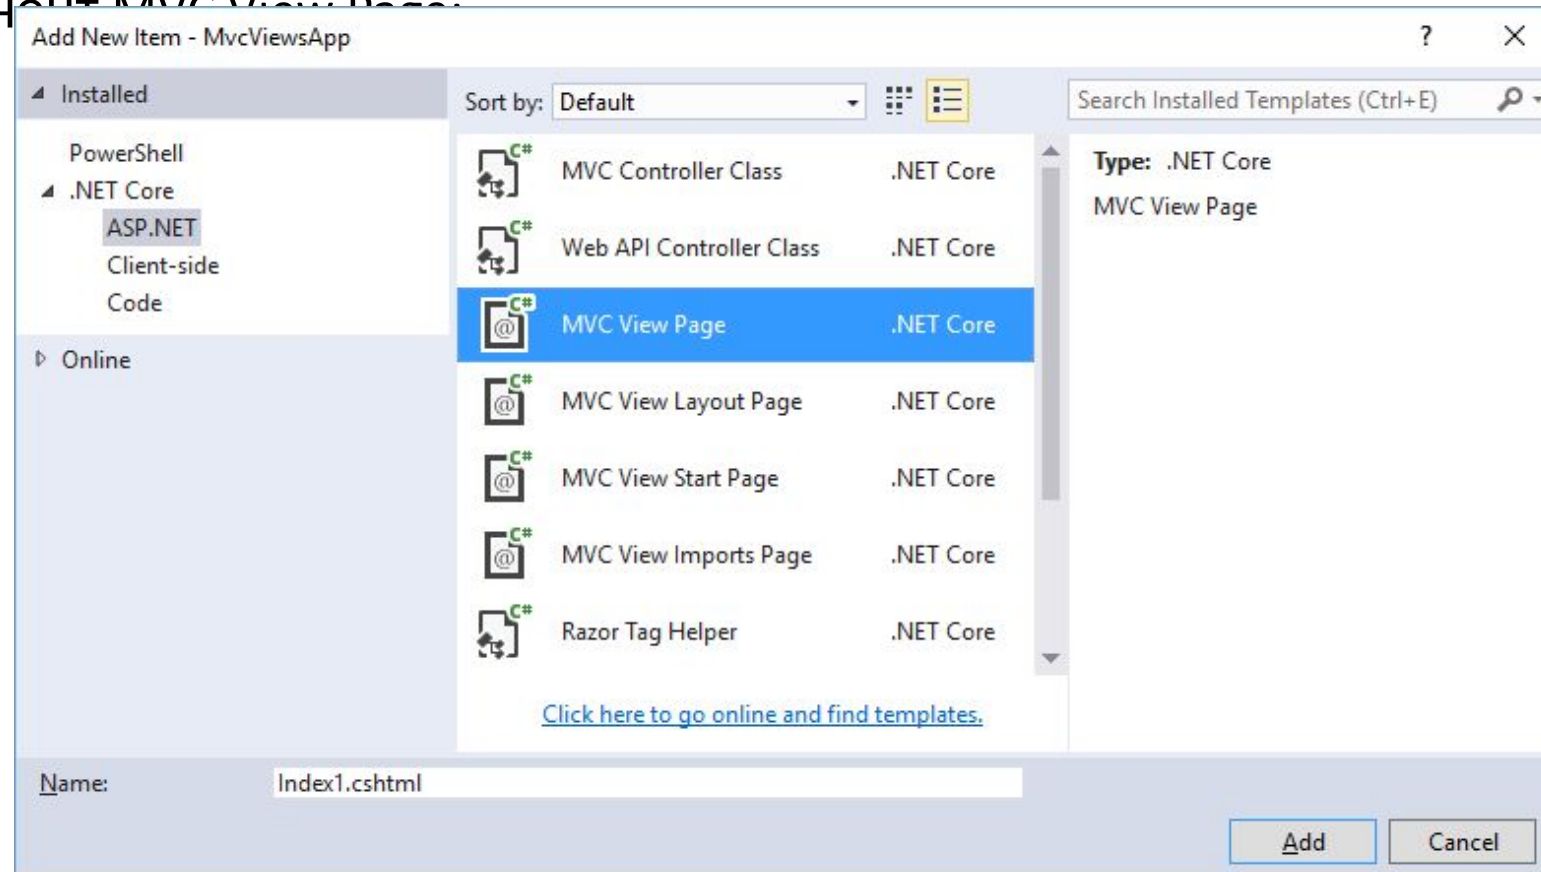 MVC View Page:
Add New Item - MvcViewsApp
?
Installed
Sort by: Default
Search Installed Templates (Ctrl+E)
PowerShell
.NET Core
ASP.NET
Client-side
Code
Online
C# MVC Controller Class .NET Core
C# Web API Controller Class .NET Core
C# @ MVC View Page .NET Core
C# @ MVC View Layout Page .NET Core
C# @ MVC View Start Page .NET Core
C# @ MVC View Imports Page .NET Core
C# Razor Tag Helper .NET Core
Click here to go online and find templates.
Type: .NET Core
MVC View Page
Name: Index1.cshtml
Add Cancel